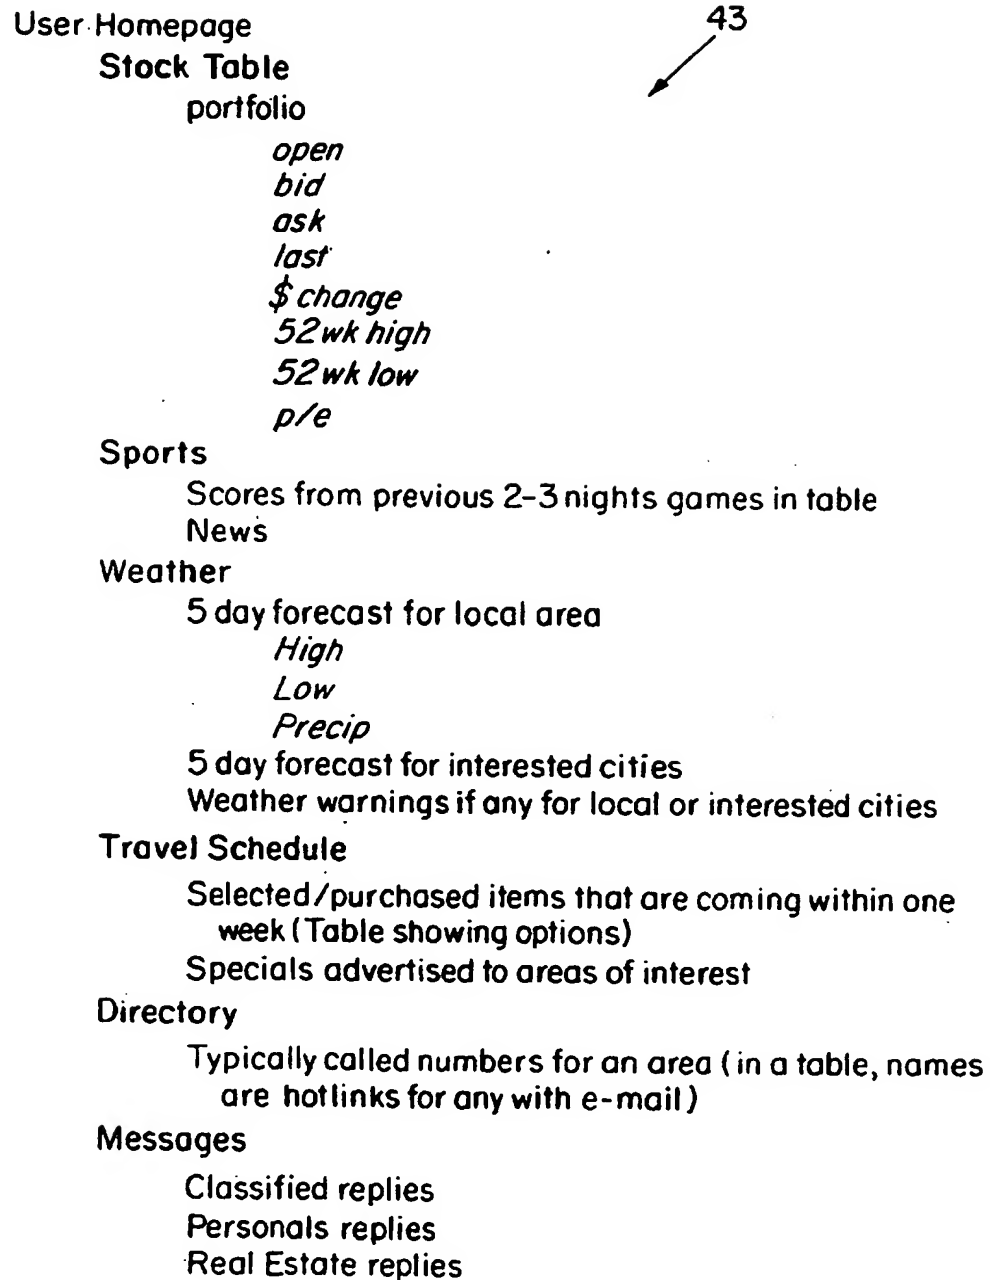 User Homepage
43
Stock Table
portfolio
open
bid
ask
last
$ change
52wk high
52wk low
p/e
Sports
Scores from previous 2-3 nights games in table
News
Weather
5 day forecast for local area
High
Low
Precip
5 day forecast for interested cities
Weather warnings if any for local or interested cities
Travel Schedule
Selected/purchased items that are coming within one
week (Table showing options)
Specials advertised to areas of interest
Directory
Typically called numbers for an area (in a table, names
are hotlinks for any with e-mail)
Messages
Classified replies
Personals replies
Real Estate replies